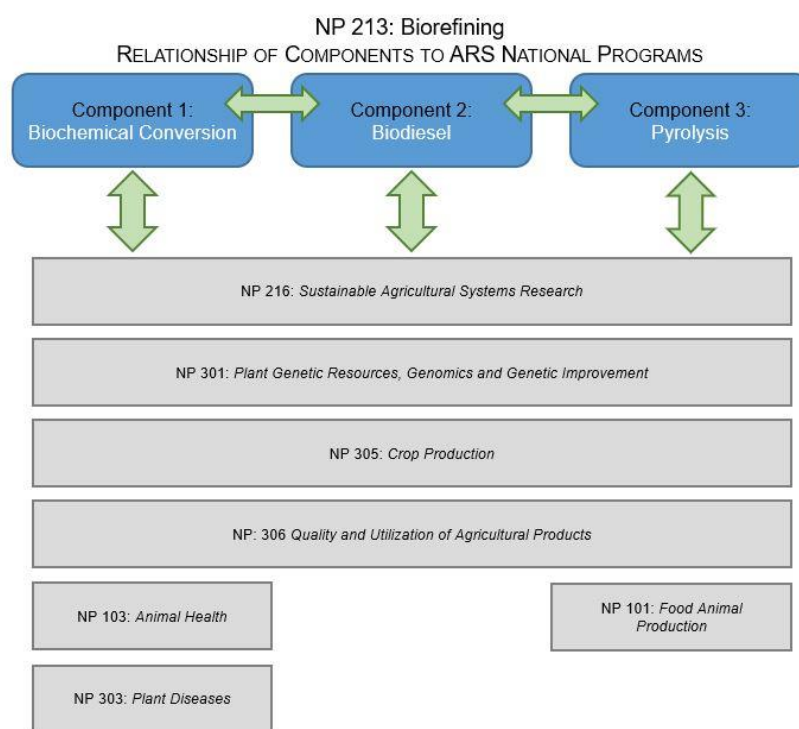 NP 213: Biorefining
RELATIONSHIP OF COMPONENTS TO ARS NATIONAL PROGRAMS
Component 1:
Biochemical Conversion
Component 2:
Biodiesel
Component 3:
Pyrolysis
NP 216: Sustainable Agricultural Systems Research
NP 301: Plant Genetic Resources, Genomics and Genetic Improvement
NP 305: Crop Production
NP: 306 Quality and Utilization of Agricultural Products
NP 103: Animal Health
NP 101: Food Animal
Production
NP 303: Plant Diseases